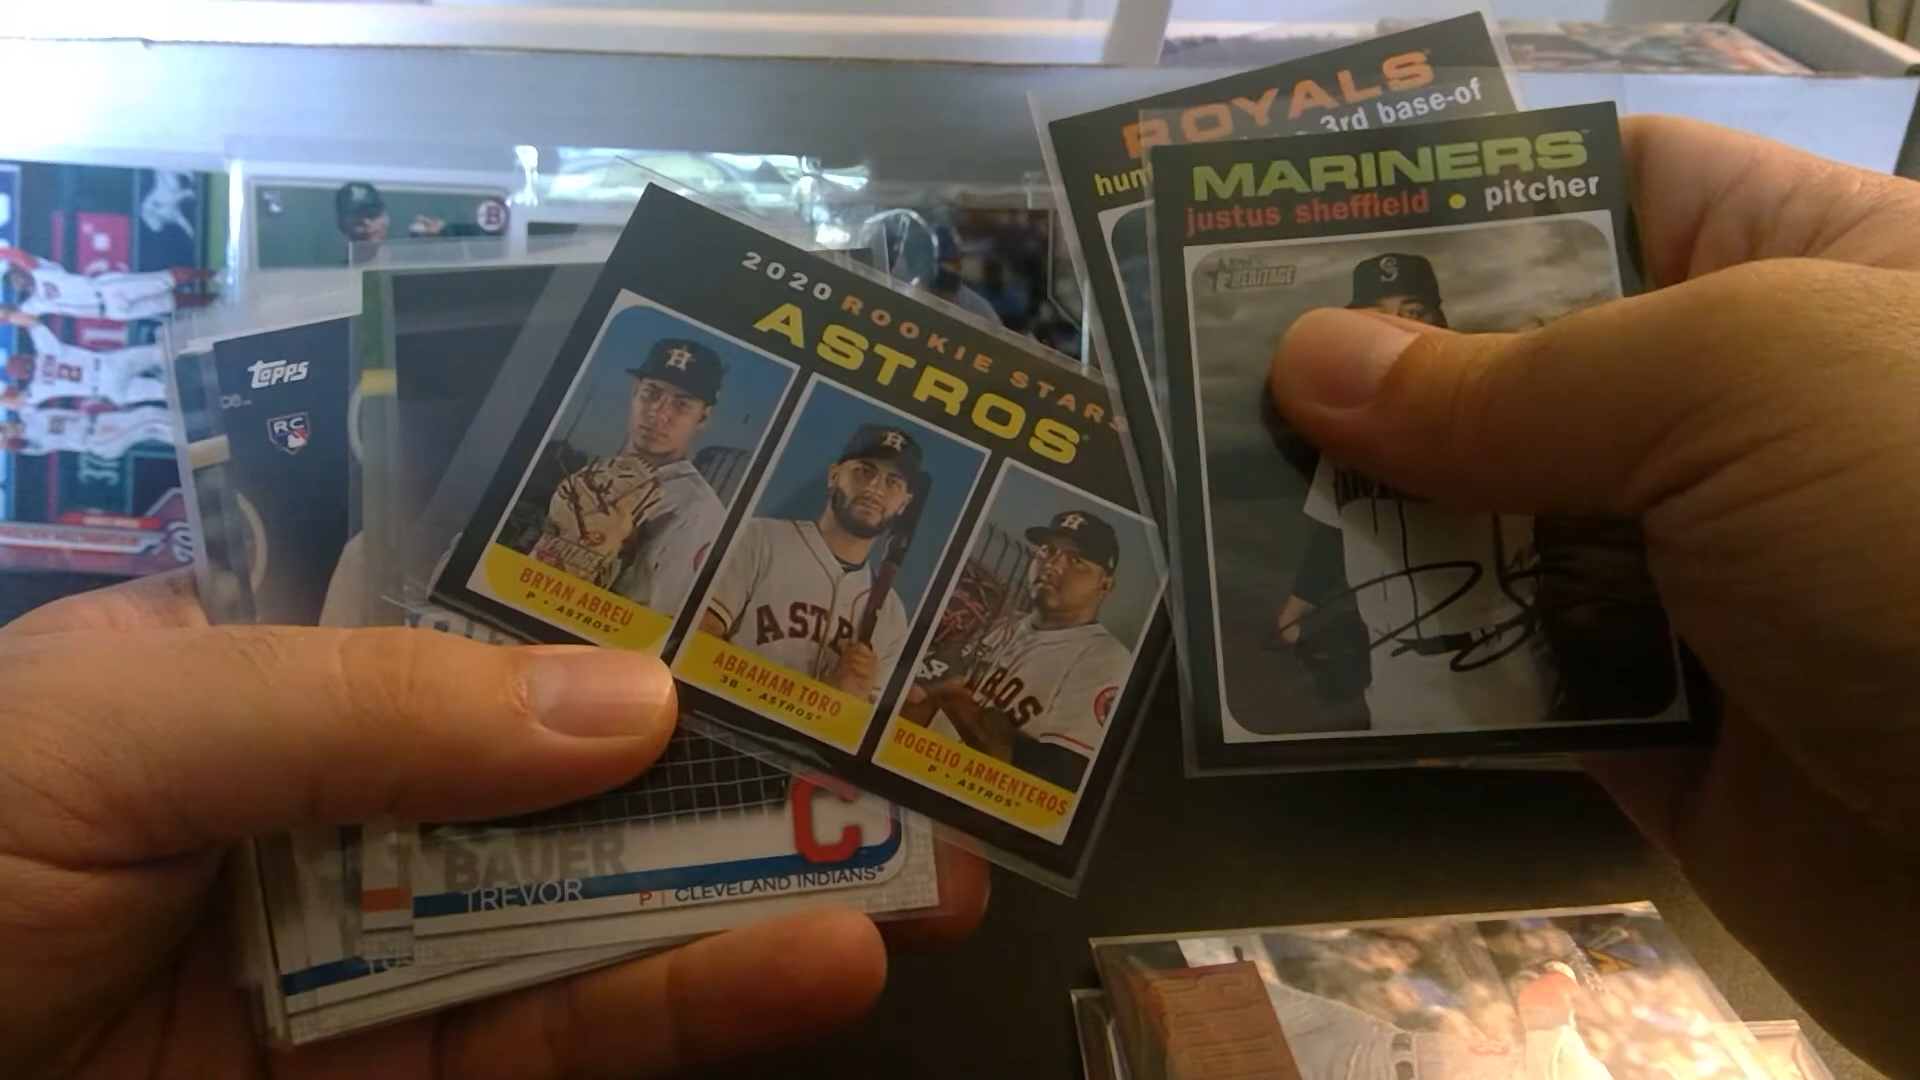 ROYALS
3rd base-of
hun
MARINERS
justus sheffield • pitcher
HERITAGE
topps
RC
2020 ROOKIE STARS
ASTROS
BRYAN ABREU
P • ASTROS
ABRAHAM TORO
3B • ASTROS
ROGELIO ARMENTEROS
P • ASTROS
BAUER
TREVOR P | CLEVELAND INDIANS
C
B